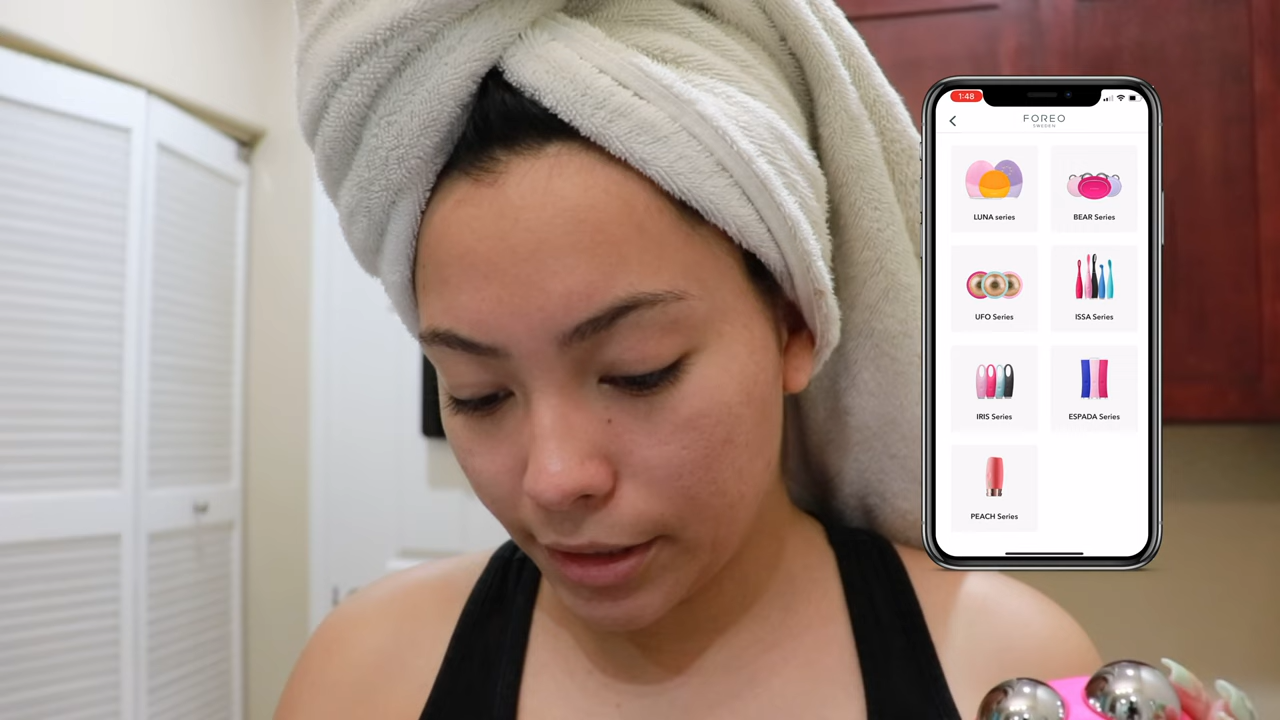 1:48
FOREO
SWEDEN
LUNA series
BEAR Series
UFO Series
ISSA Series
IRIS Series
ESPADA Series
PEACH Series